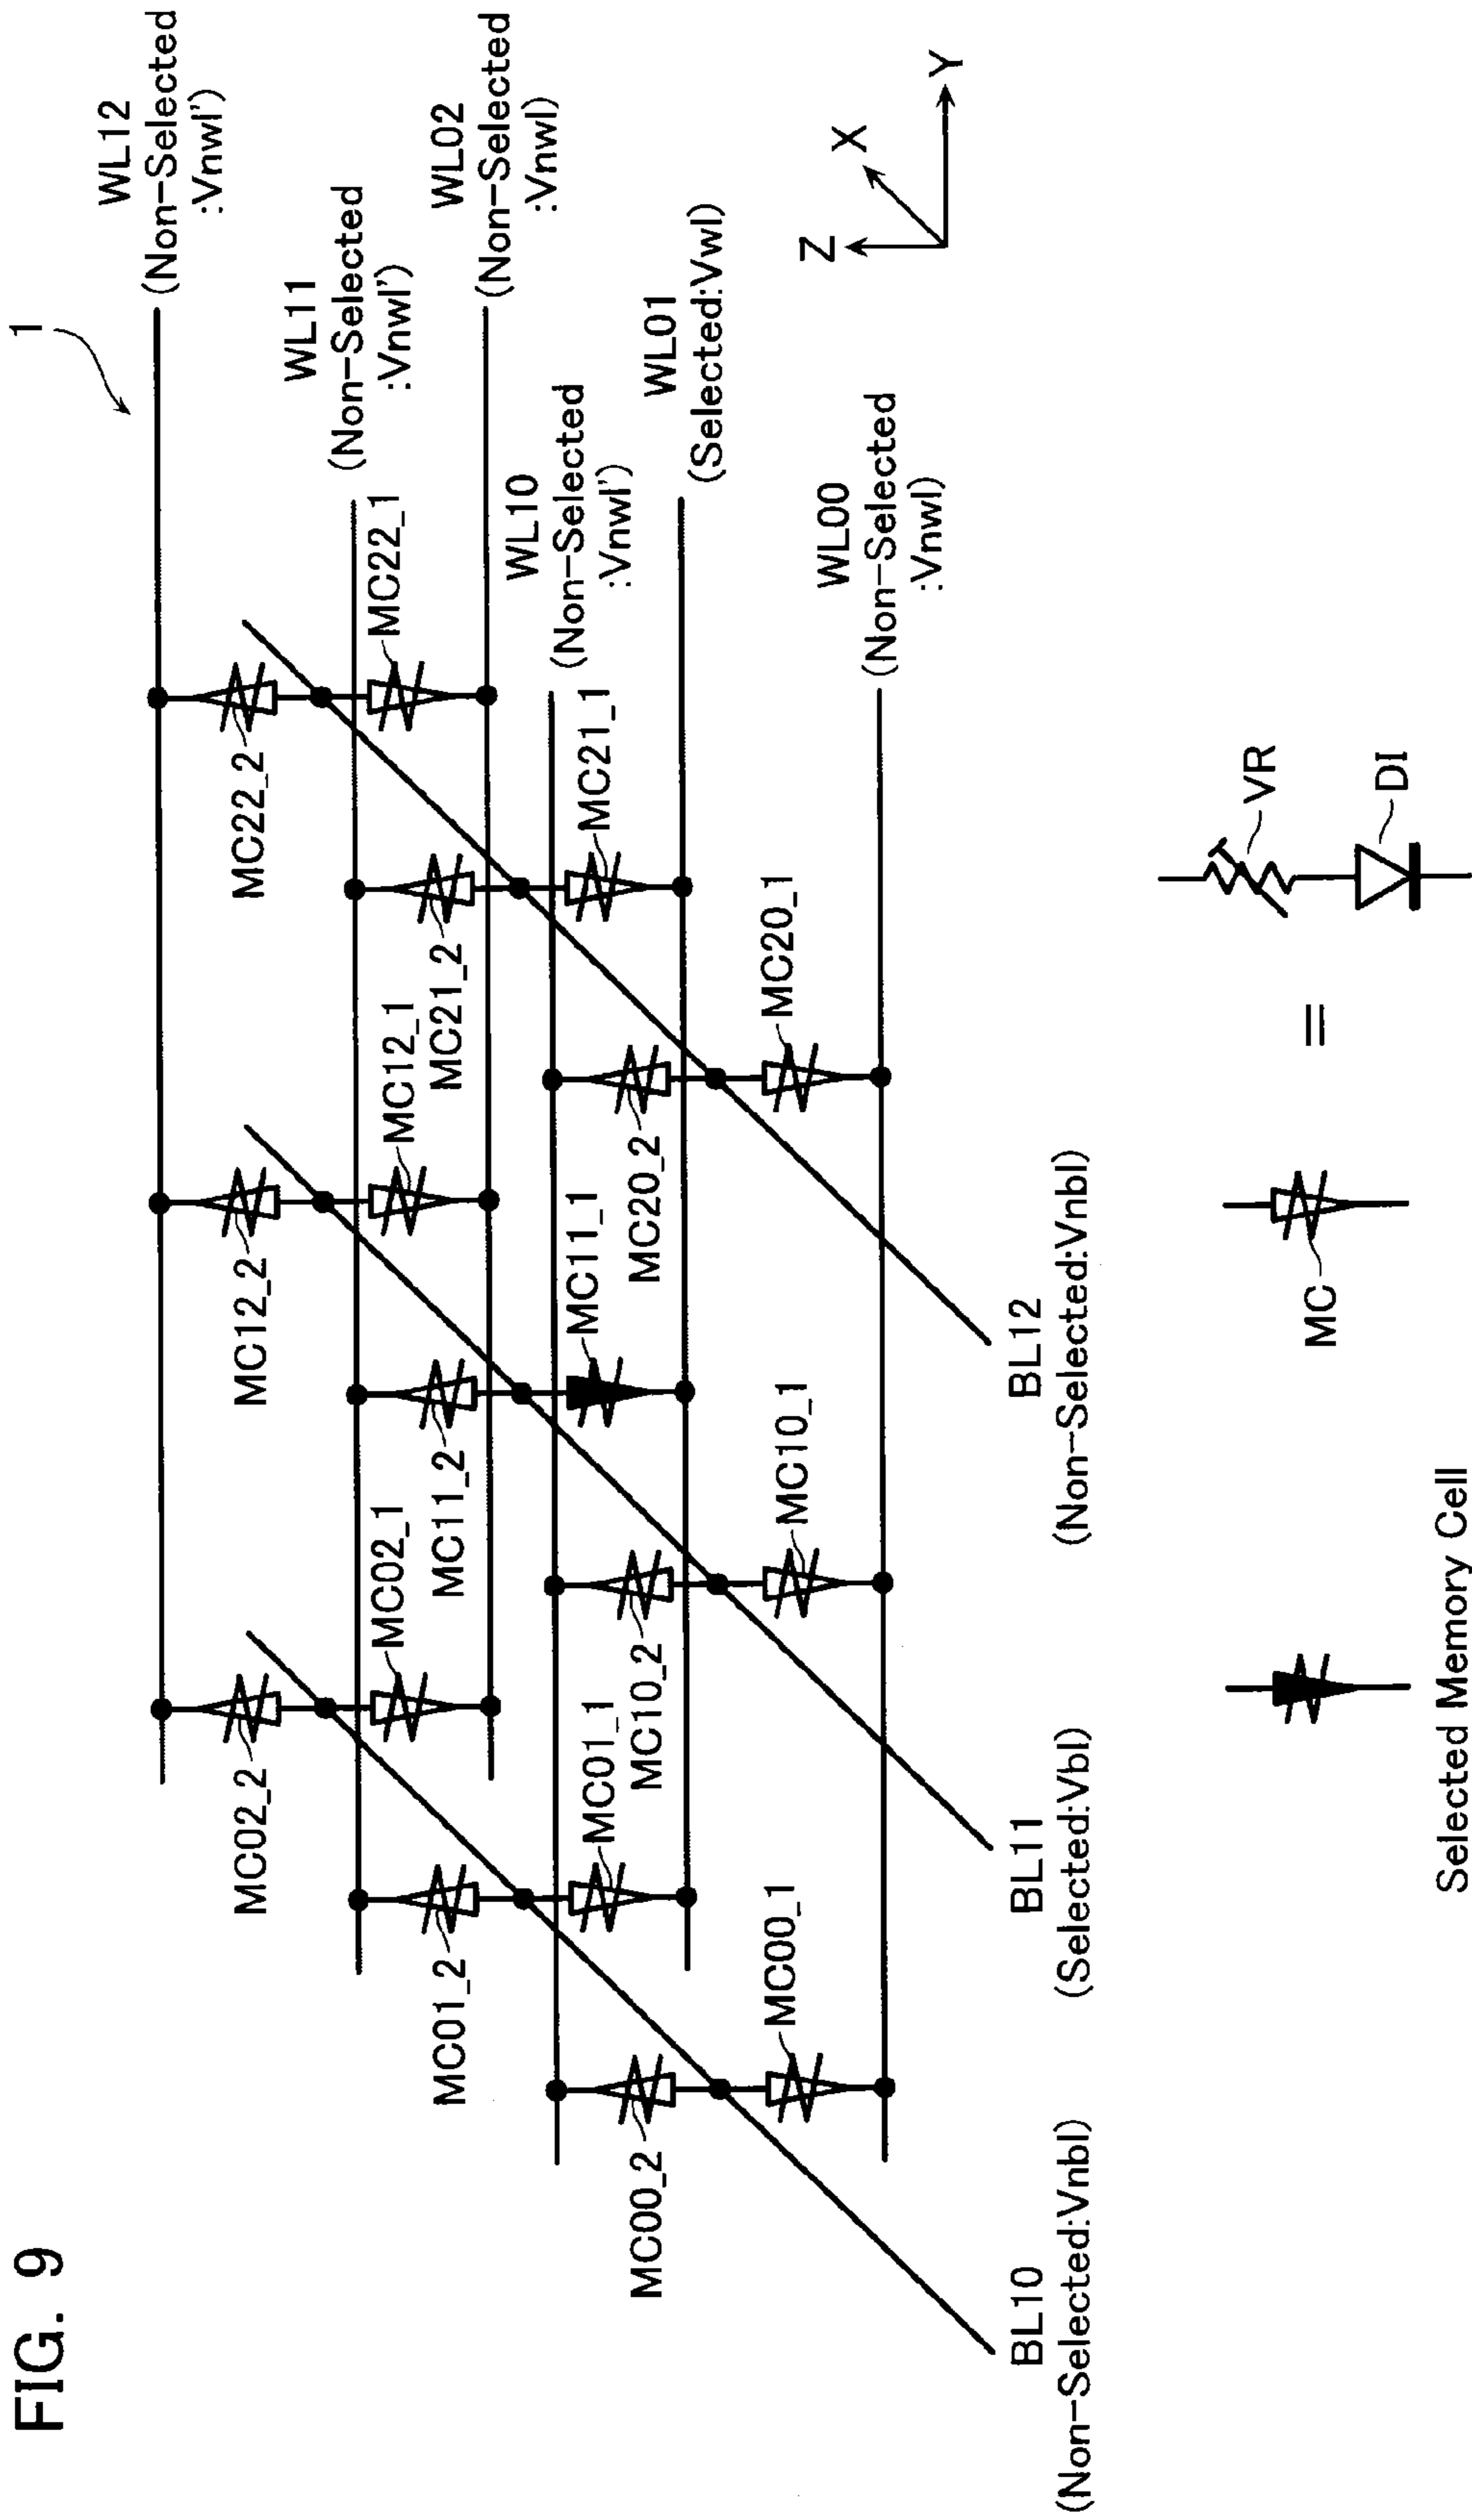 FIG. 9
1
WL12
(Non-Selected
:Vnwl')
WL11
(Non-Selected
:Vnwl')
WL02
(Non-Selected
:Vnwl)
WL10
(Non-Selected
:Vnwl')
WL01
(Selected:Vwl)
WL00
(Non-Selected
:Vnwl)
MC02_2
MC12_2
MC22_2
MC02_1
MC12_1
MC22_1
MC01_2
MC11_2
MC21_2
MC01_1
MC11_1
MC21_1
MC00_2
MC10_2
MC20_2
MC00_1
MC10_1
MC20_1
Z
X
Y
BL10
(Non-Selected:Vnbl)
BL11
(Selected:Vbl)
BL12
(Non-Selected:Vnbl)
MC
=
VR
DI
Selected Memory Cell